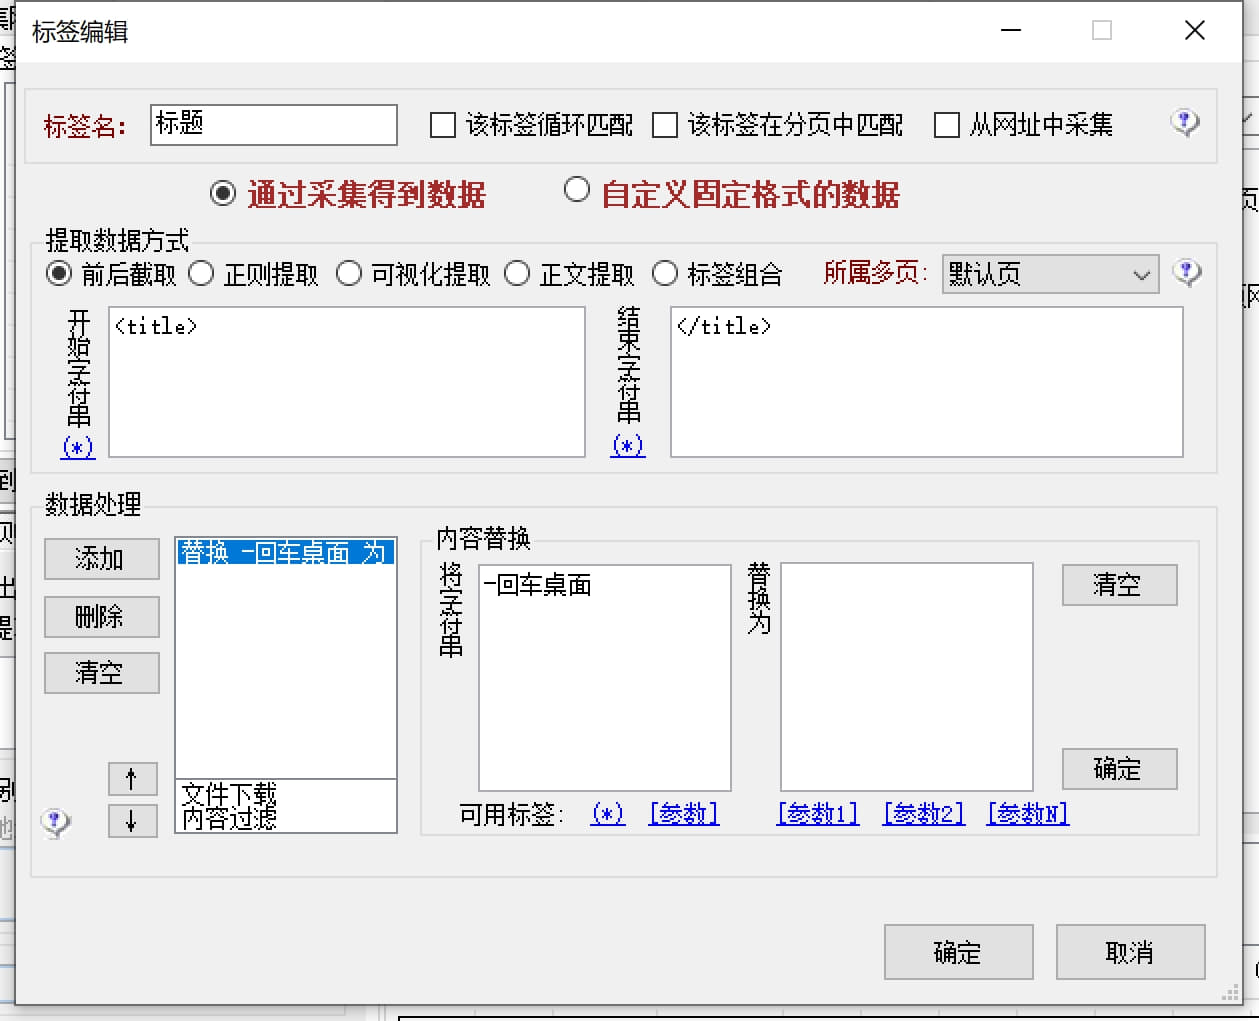 标签编辑
标签名： 标题 该标签循环匹配 该标签在分页中匹配 从网址中采集
通过采集得到数据 自定义固定格式的数据
提取数据方式
前后截取 正则提取 可视化提取 正文提取 标签组合 所属多页： 默认页
开始字符串 <title> 结束字符串 </title>
(*) (*)
数据处理
添加 替换 -回车桌面 为 内容替换
将字符串 -回车桌面 替换为 清空
删除
清空
↑ 确定
文件下载
↓ 内容过滤 可用标签： (*) [参数] [参数1] [参数2] [参数N]
确定 取消